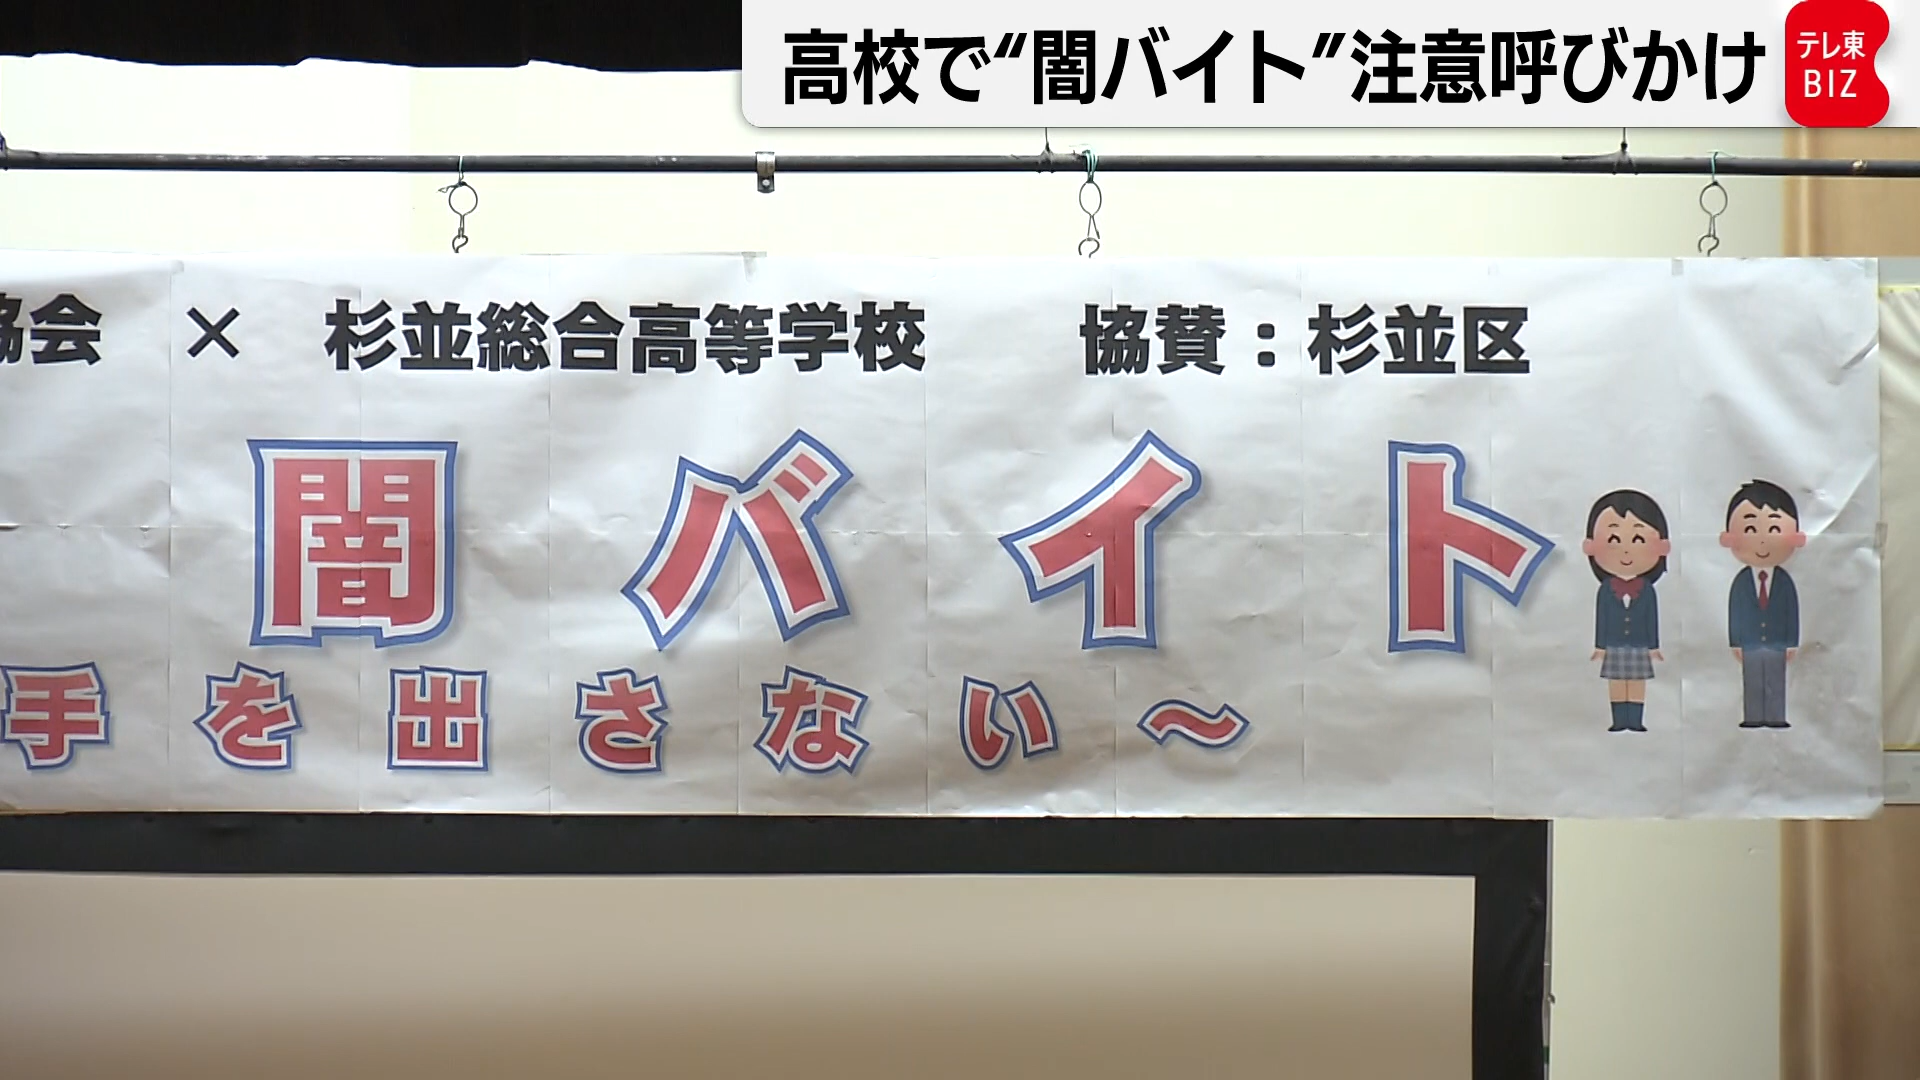 高校で“闇バイト”注意呼びかけ
テレ東
BIZ
協会 × 杉並総合高等学校 協賛：杉並区
闇バイト
手を出さない～